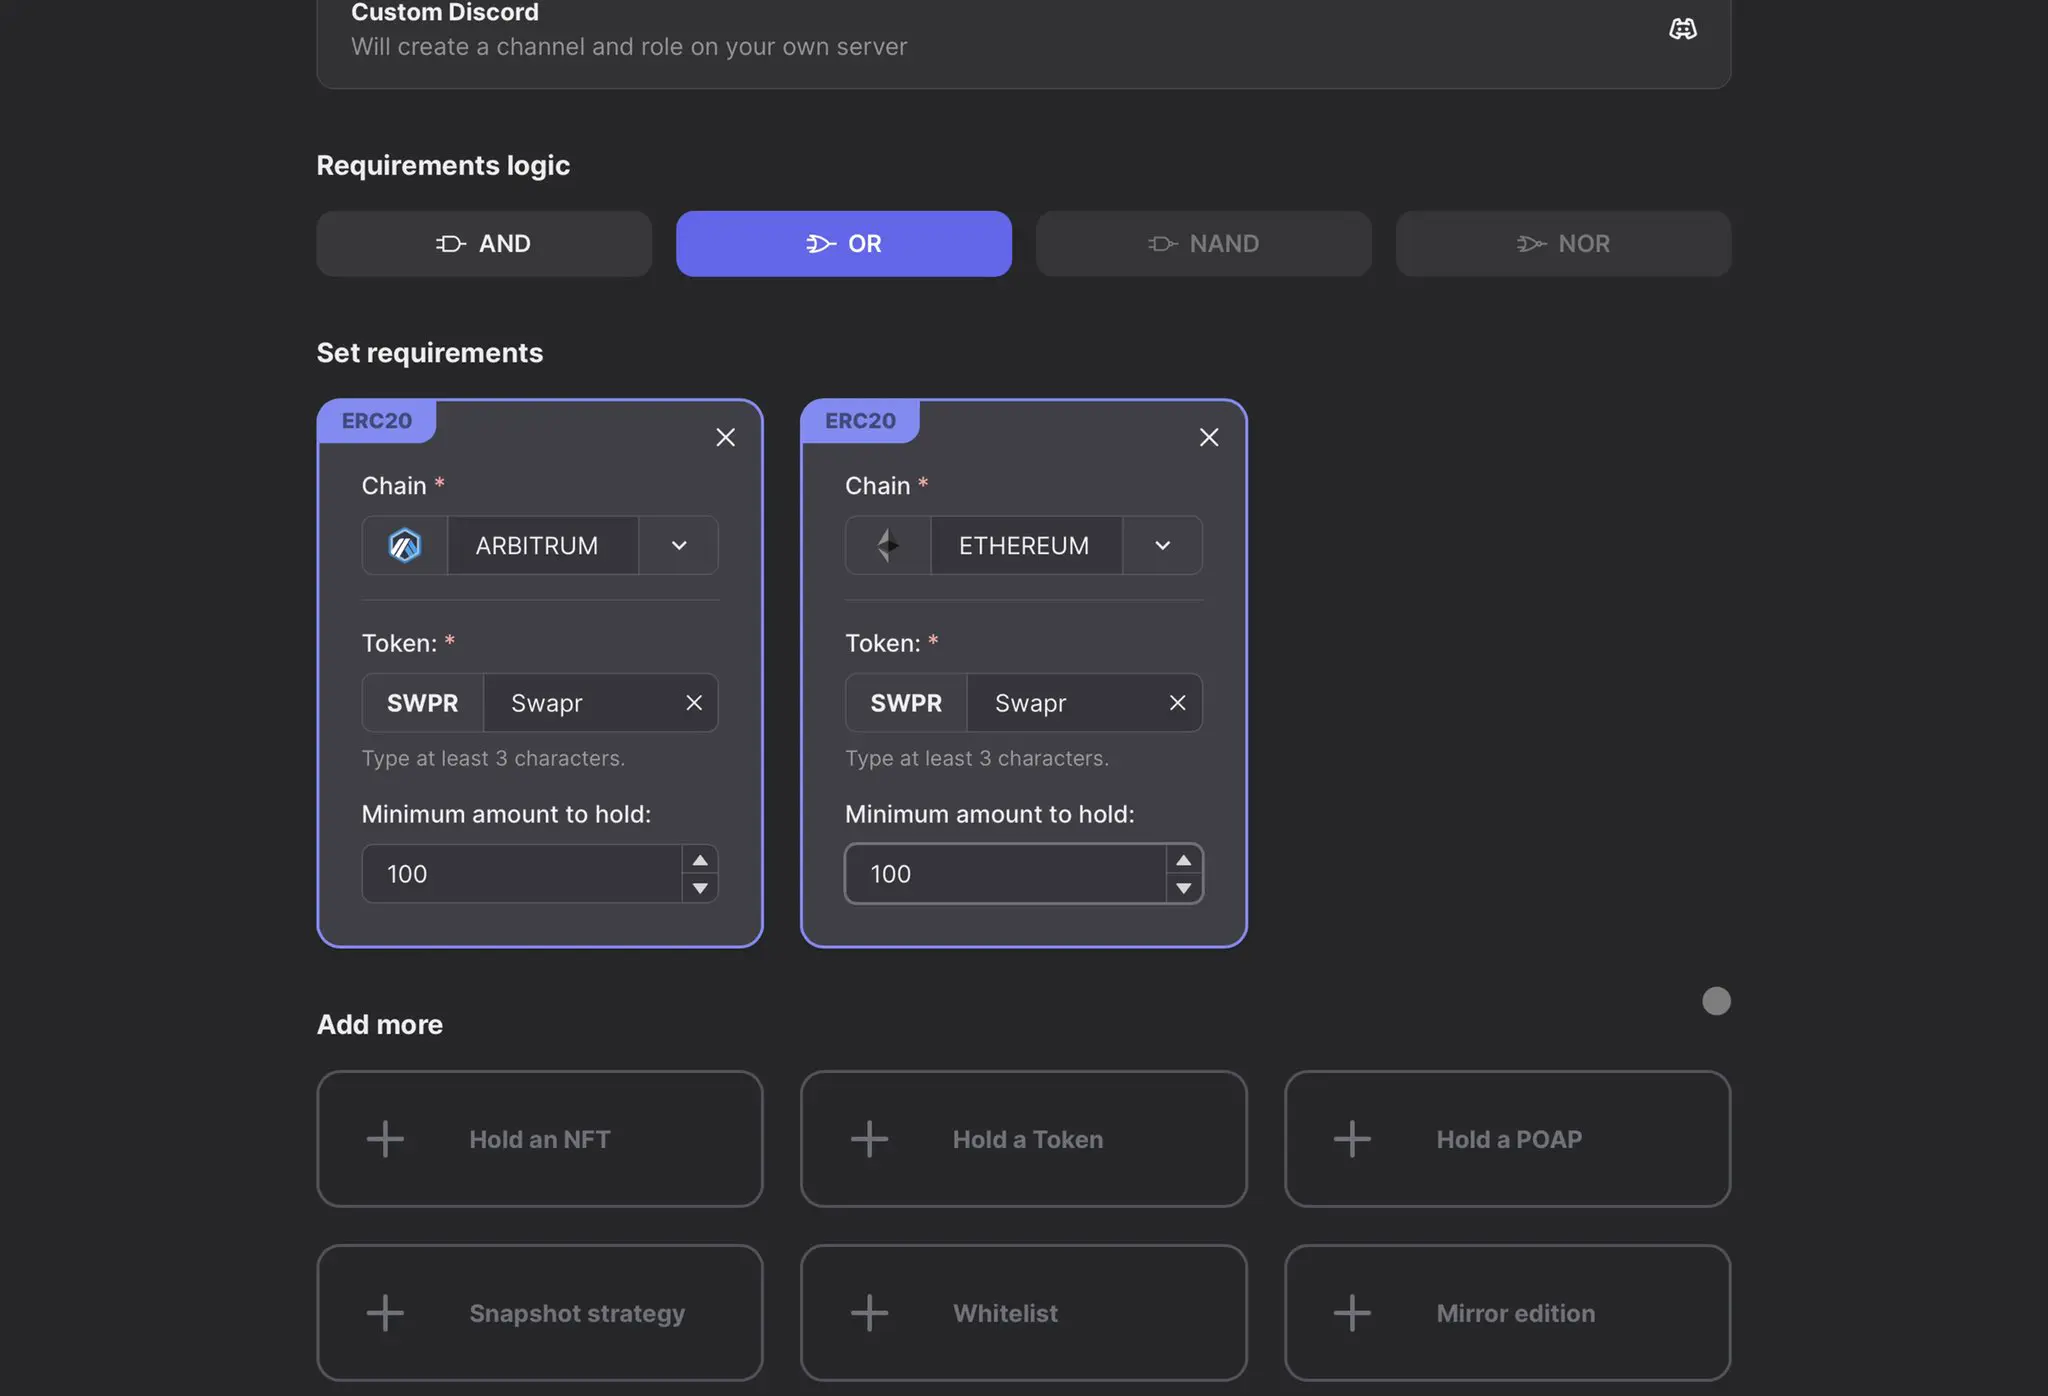 Custom Discord
Will create a channel and role on your own server
Requirements logic
AND
OR
NAND
NOR
Set requirements
ERC20
Chain *
ARBITRUM
Token: *
SWPR
Swapr
Type at least 3 characters.
Minimum amount to hold:
100
ERC20
Chain *
ETHEREUM
Token: *
SWPR
Swapr
Type at least 3 characters.
Minimum amount to hold:
100
Add more
Hold an NFT
Hold a Token
Hold a POAP
Snapshot strategy
Whitelist
Mirror edition